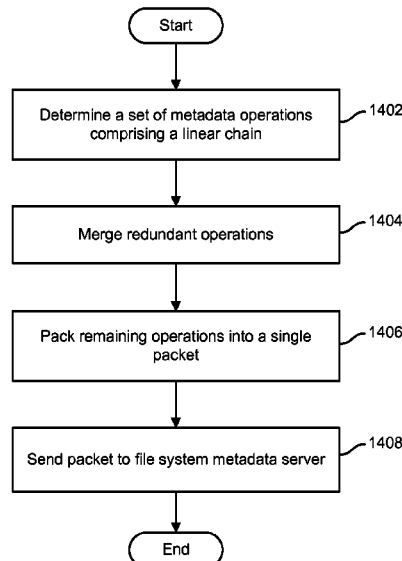 Start
Determine a set of metadata operations
comprising a linear chain
1402
Merge redundant operations
1404
Pack remaining operations into a single
packet
1406
Send packet to file system metadata server
1408
End